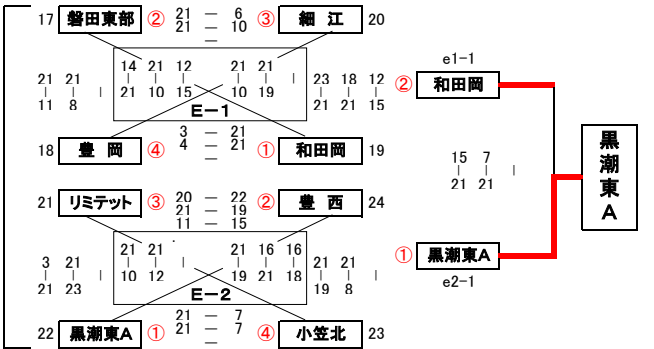 17 磐田東部 ② 21 — 6 ③ 細 江 20
21 — 10
—
e1-1
14 21 12 21 21
21 21 | | | | | | 23 18 12 ② 和田岡
| | | 21 10 15 10 19 | | |
11 8 E−1 21 21 15
3 — 21
18 豊 岡 ④ 4 — 21 ① 和田岡 19
—
15 7
| | |
21 21
黒潮東A
20 — 22
21 リミテット ③ 21 — 19 ② 豊 西 24
11 — 15
21 21 21 16 16
3 21 | | | | | | 21 21 ① 黒潮東A
| | 10 12 19 21 18 | | |
21 23 E−2 19 8
e2-1
21 — 7
22 黒潮東A ① 21 — 7 ④ 小笠北 23
—